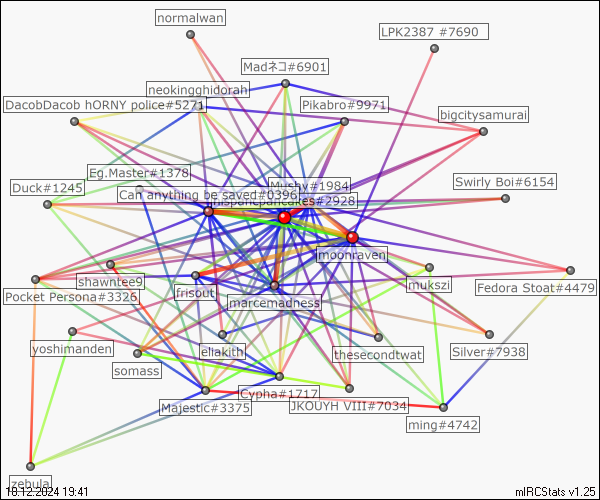 normalwan
LPK2387 #7690
Madネコ#6901
neokingghidorah
DacobDacob hORNY police#5271
Pikabro#9971
bigcitysamurai
Eg.Master#1378
Mushy#1984
Swirly Boi#6154
Duck#1245
Can anything be saved#0396
moonraven
shawntee9
frisout
mukszi
Fedora Stoat#4479
Pocket Persona#3326
marcemadness
yoshimanden
eliakith
thesecondtwat
Silver#7938
somass
Cypha#1717
Majestic#3375
JKOUYH VIII#7034
ming#4742
zebula
10.12.2024 19:41
mIRCStats v1.25